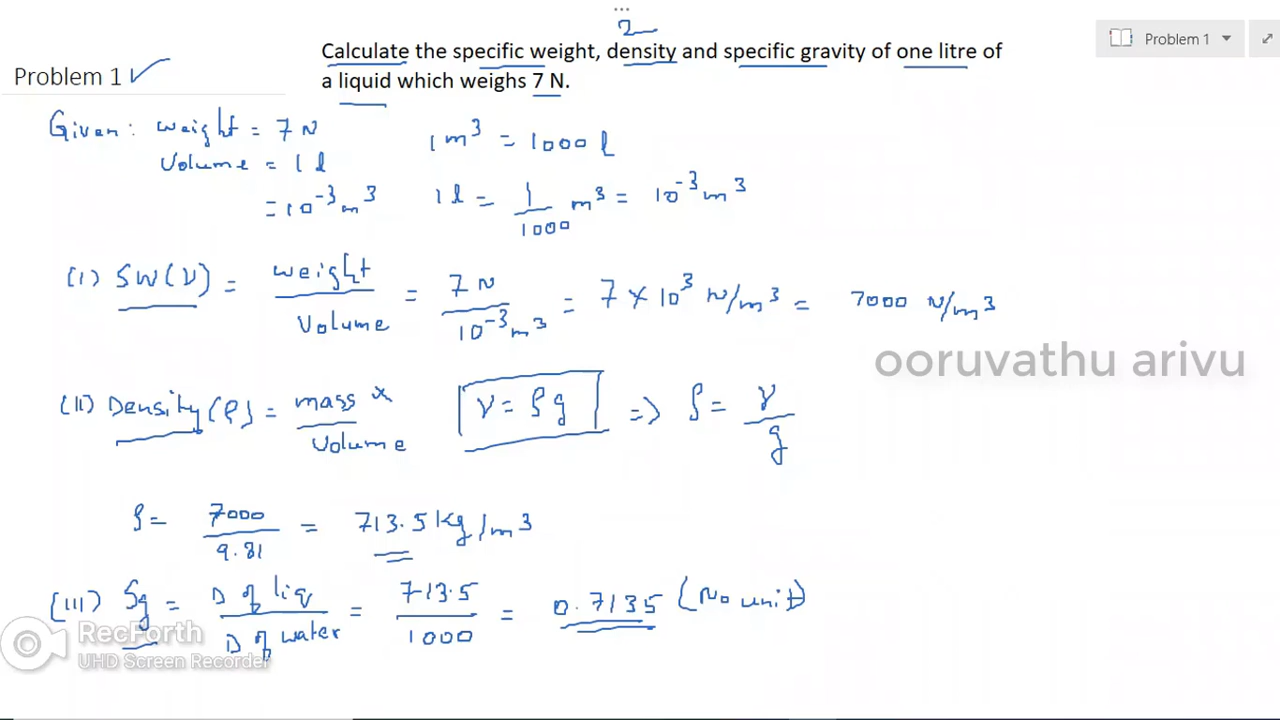 2
Problem 1
Calculate the specific weight, density and specific gravity of one litre of
a liquid which weighs 7 N.
Problem 1 ✓
Given: weight = 7 N
Volume = 1 l
= 10⁻³ m³
1 m³ = 1000 l
1 l = 1/1000 m³ = 10⁻³ m³
(I) SW(γ) = weight/Volume = 7 N/10⁻³ m³ = 7 × 10³ N/m³ = 7000 N/m³
ooruvathu arivu
(II) Density (ρ) = mass x/Volume γ = ρg => ρ = γ/g
ρ = 7000/9.81 = 713.5 kg/m³
(III) Sg = D of liq/D of water = 713.5/1000 = 0.7135 (No unit)
RecForth
UHD Screen Recorder